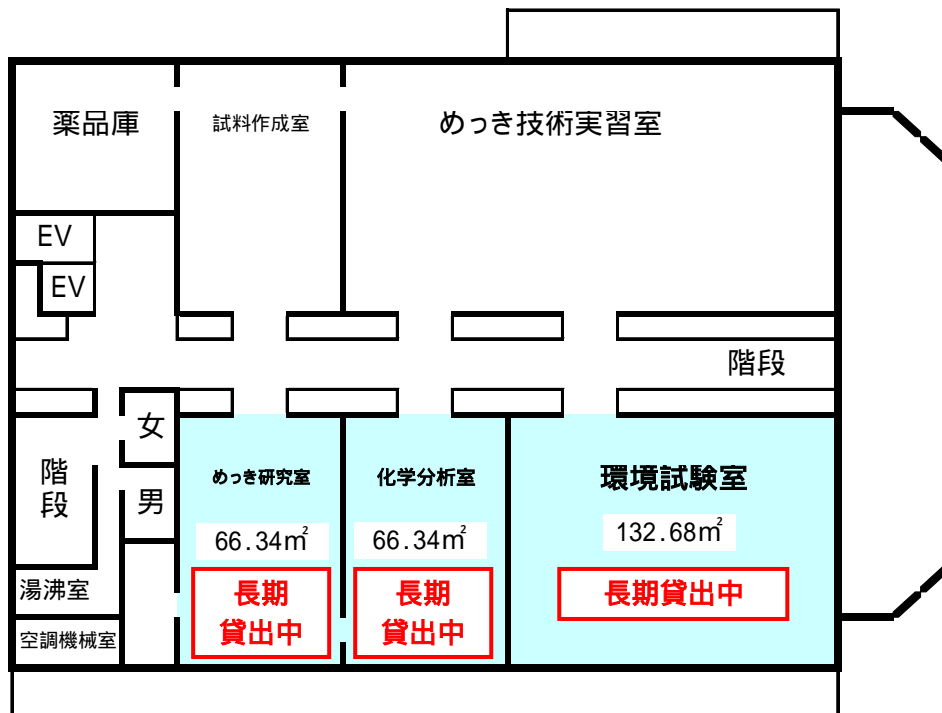 薬品庫
試料作成室
めっき技術実習室
EV
EV
階段
女
男
階
段
湯沸室
空調機械室
めっき研究室
66.34㎡
長期
貸出中
化学分析室
66.34㎡
長期
貸出中
環境試験室
132.68㎡
長期貸出中